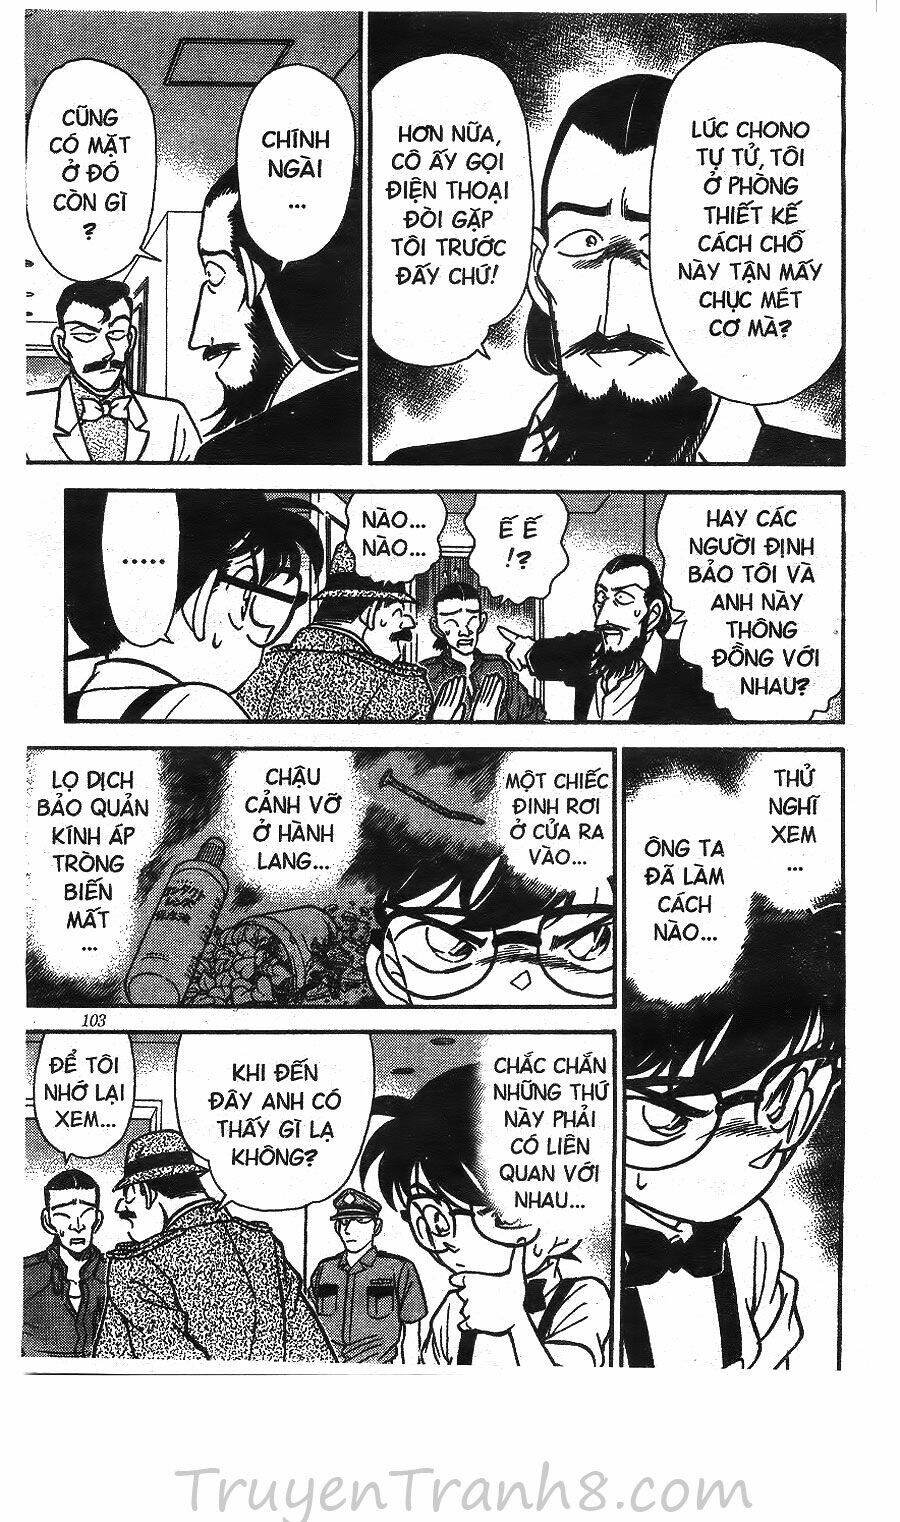 LÚC CHONO
TỰ TỬ, TÔI
Ở PHÒNG
THIẾT KẾ
CÁCH CHỖ
NÀY TẬN MẤY
CHỤC MÉT
CƠ MÀ?
HƠN NỮA,
CÔ ẤY GỌI
ĐIỆN THOẠI
ĐÒI GẶP
TÔI TRƯỚC
ĐẤY CHỨ!
CHÍNH
NGÀI
...
CŨNG
CÓ MẶT
Ở ĐÓ
CÒN GÌ
?
HAY CÁC
NGƯỜI ĐỊNH
BẢO TÔI VÀ
ANH NÀY
THÔNG
ĐỒNG VỚI
NHAU?
Ế Ế
!?
NÀO...
NÀO...
.....
THỬ
NGHĨ
XEM
...
ÔNG TA
ĐÃ LÀM
CÁCH
NÀO...
MỘT CHIẾC
ĐINH RƠI
Ở CỬA RA
VÀO...
CHẬU
CẢNH VỠ
Ở HÀNH
LANG...
LỌ DỊCH
BẢO QUẢN
KÍNH ÁP
TRÒNG
BIẾN
MẤT
...
103
CHẮC CHẮN
NHỮNG THỨ
NÀY PHẢI
CÓ LIÊN
QUAN VỚI
NHAU...
KHI ĐẾN
ĐÂY ANH CÓ
THẤY GÌ LẠ
KHÔNG?
ĐỂ TÔI
NHỚ LẠI
XEM...
TruyenTranh8.com